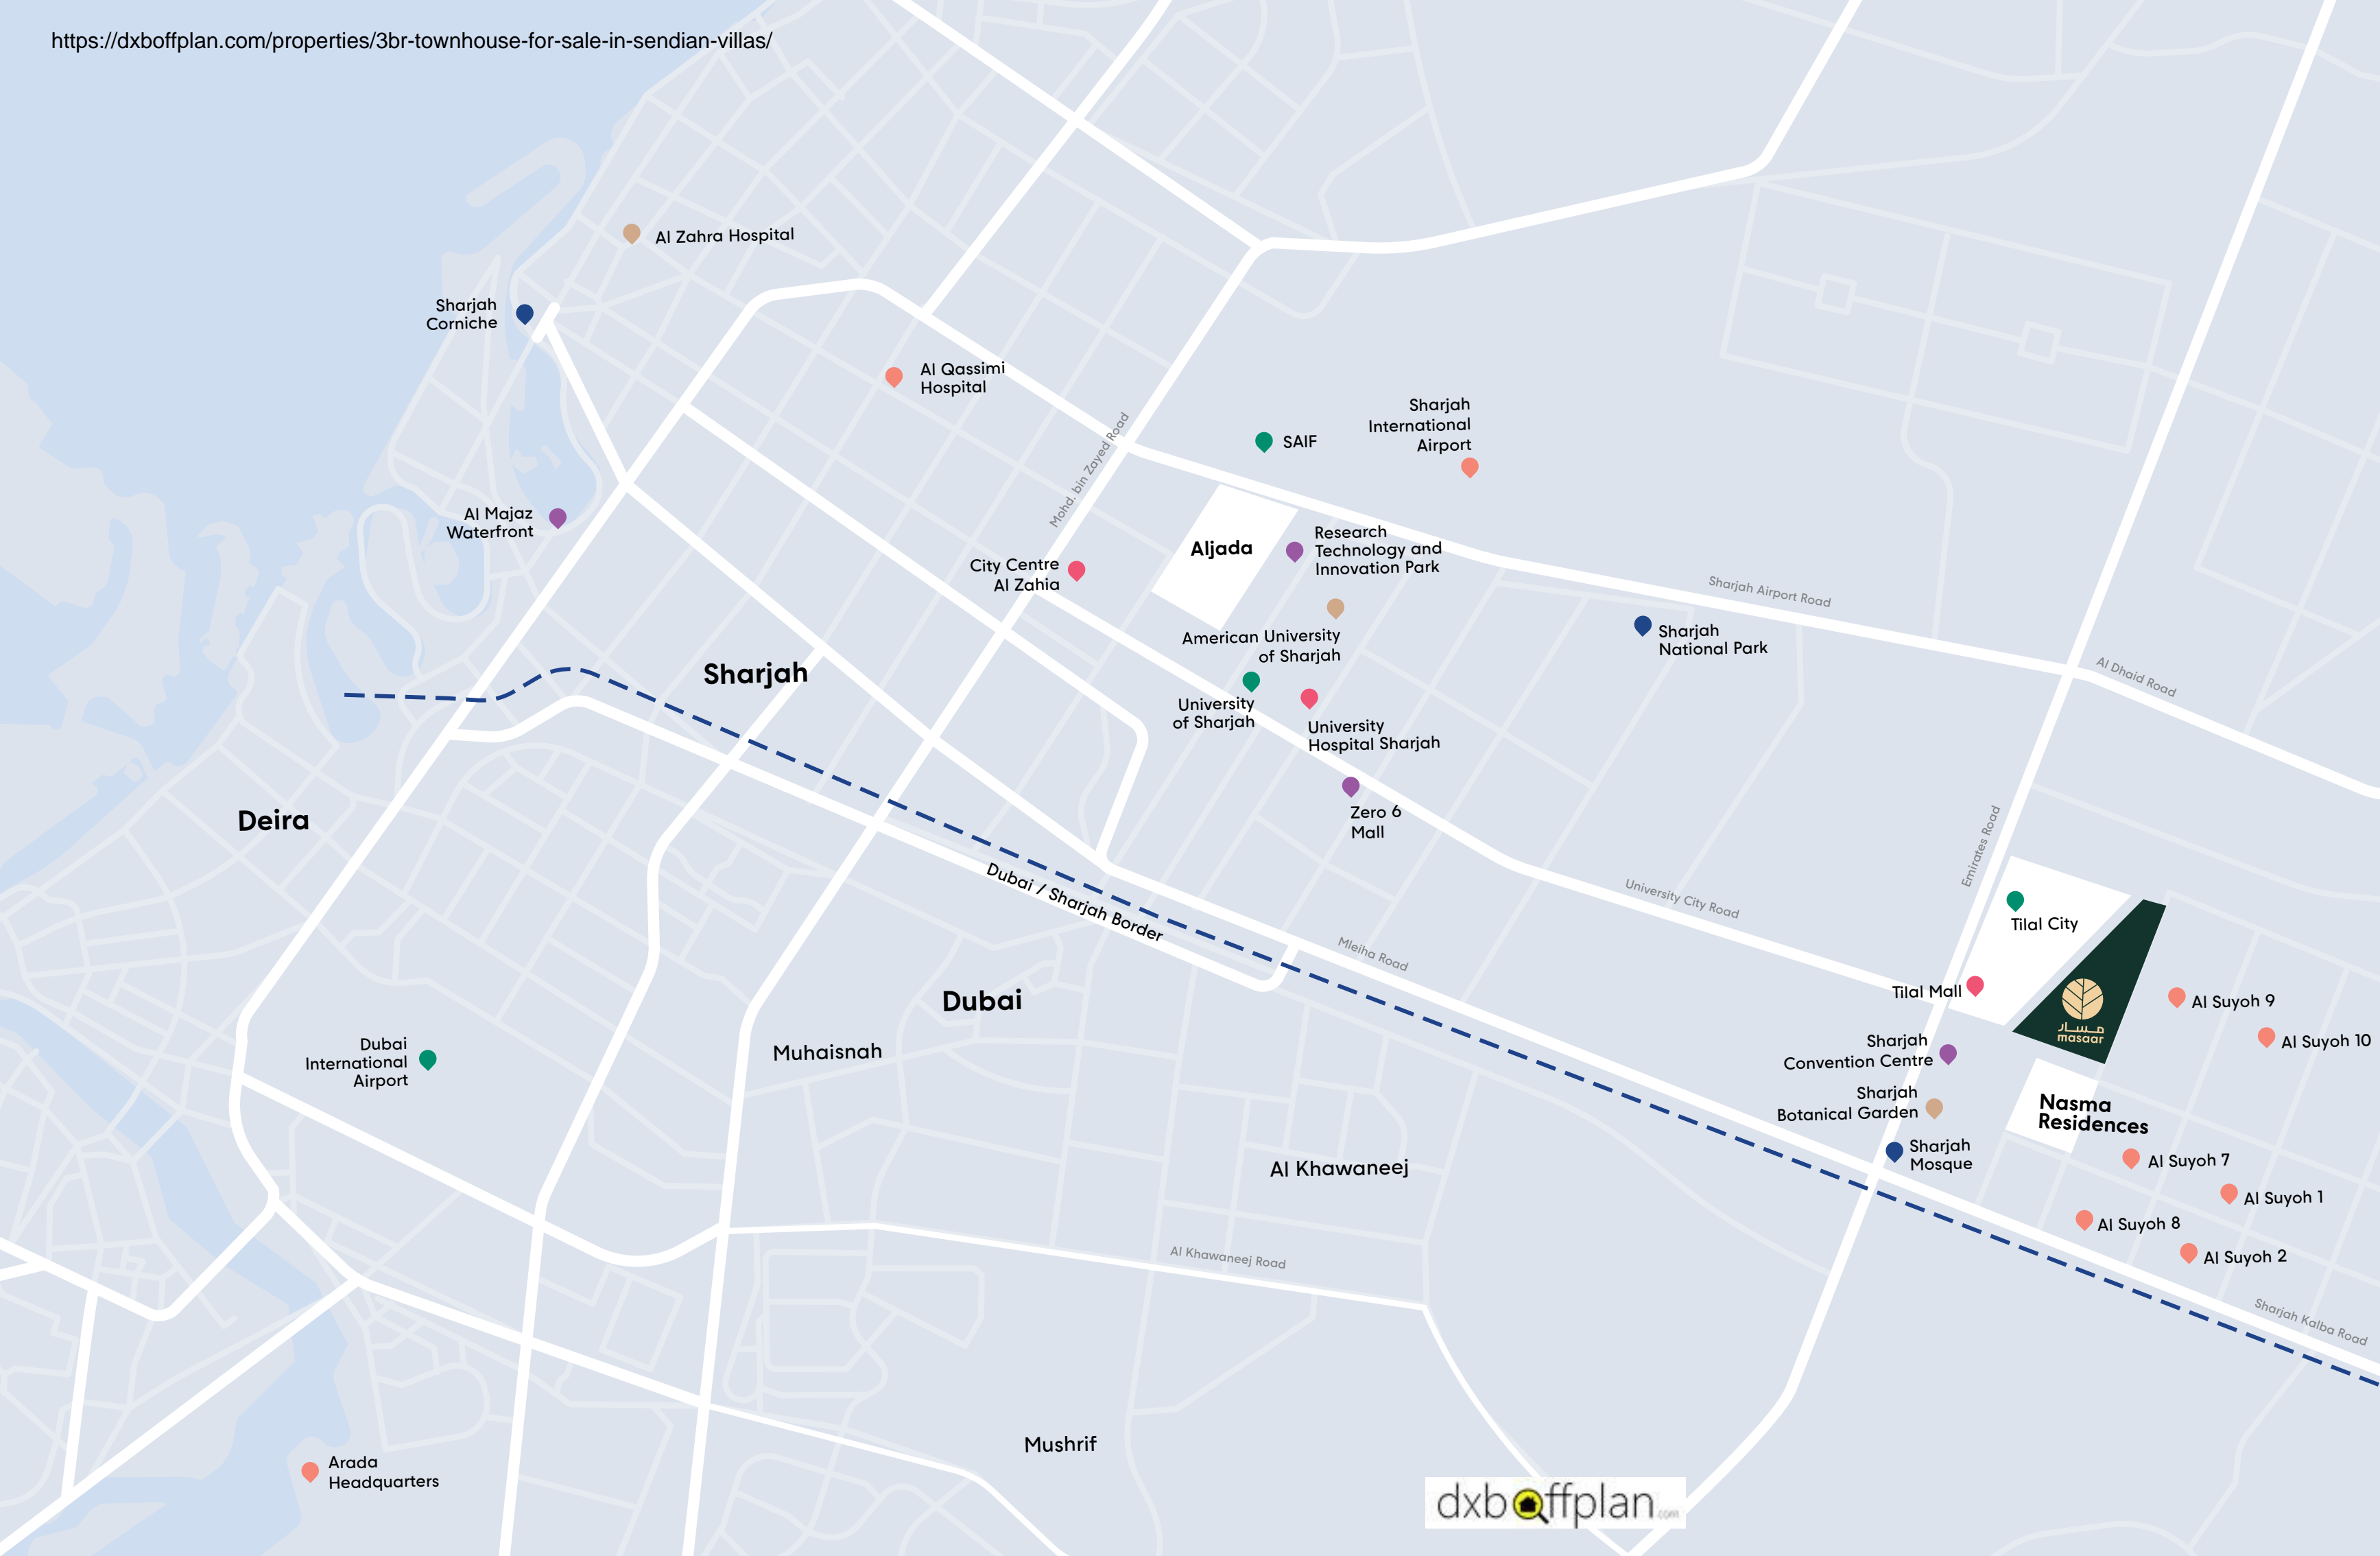 https://dxboffplan.com/properties/3br-townhouse-for-sale-in-sendian-villas/
Al Zahra Hospital
Sharjah
Corniche
Al Qassimi
Hospital
Mohd. bin Zayed Road
SAIF
Sharjah
International
Airport
Al Majaz
Waterfront
City Centre
Al Zahia
Aljada
Research
Technology and
Innovation Park
Sharjah Airport Road
American University
of Sharjah
Sharjah
National Park
Sharjah
University
of Sharjah
University
Hospital Sharjah
Al Dhaid Road
Zero 6
Mall
Deira
Emirates Road
Dubai / Sharjah Border
University City Road
Tilal City
Mleiha Road
Tilal Mall
Dubai
مسار
masaar
Al Suyoh 9
Al Suyoh 10
Muhaisnah
Dubai
International
Airport
Sharjah
Convention Centre
Sharjah
Botanical Garden
Nasma
Residences
Sharjah
Mosque
Al Suyoh 7
Al Khawaneej
Al Suyoh 1
Al Suyoh 8
Al Suyoh 2
Al Khawaneej Road
Sharjah Kalba Road
Mushrif
Arada
Headquarters
dxboffplan.com